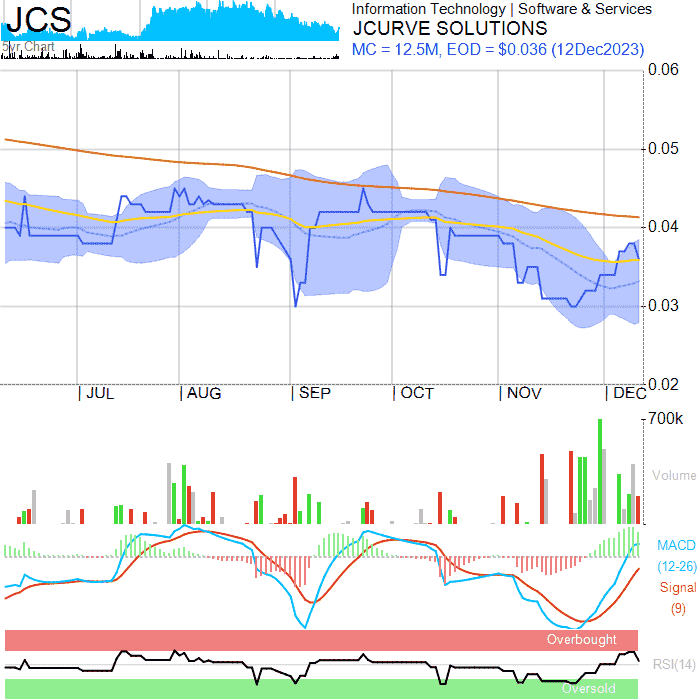 JCS
Information Technology | Software & Services
JCURVE SOLUTIONS
MC = 12.5M, EOD = $0.036 (12Dec2023)
5yr Chart
0.06
0.05
0.04
0.03
0.02
| JUL | AUG | SEP | OCT | NOV | DEC
700k
Volume
MACD
(12-26)
Signal
(9)
Overbought
RSI(14)
Oversold